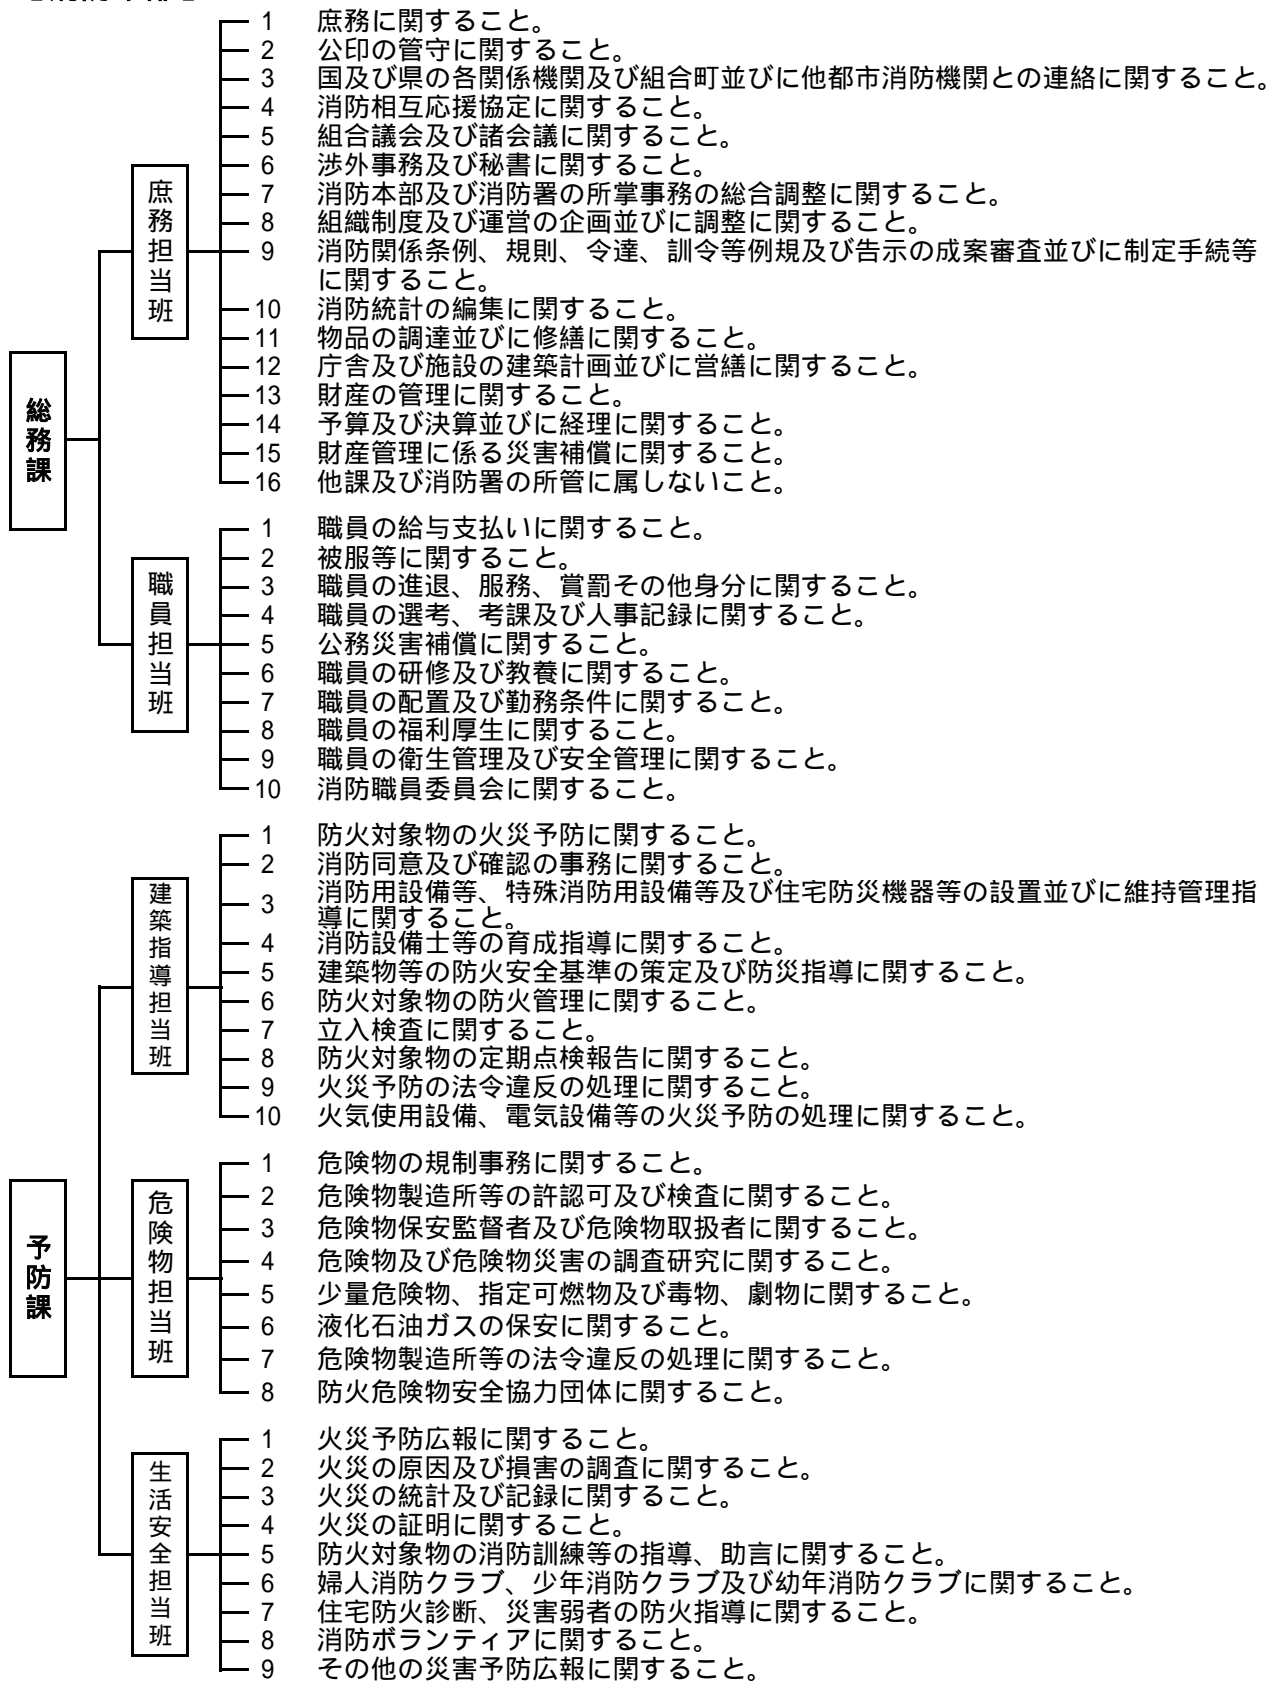 総務課
庶務担当班
1 庶務に関すること。
2 公印の管守に関すること。
3 国及び県の各関係機関及び組合町並びに他都市消防機関との連絡に関すること。
4 消防相互応援協定に関すること。
5 組合議会及び諸会議に関すること。
6 渉外事務及び秘書に関すること。
7 消防本部及び消防署の所掌事務の総合調整に関すること。
8 組織制度及び運営の企画並びに調整に関すること。
9 消防関係条例、規則、令達、訓令等例規及び告示の成案審査並びに制定手続等
に関すること。
10 消防統計の編集に関すること。
11 物品の調達並びに修繕に関すること。
12 庁舎及び施設の建築計画並びに営繕に関すること。
13 財産の管理に関すること。
14 予算及び決算並びに経理に関すること。
15 財産管理に係る災害補償に関すること。
16 他課及び消防署の所管に属しないこと。
職員担当班
1 職員の給与支払いに関すること。
2 被服等に関すること。
3 職員の進退、服務、賞罰その他身分に関すること。
4 職員の選考、考課及び人事記録に関すること。
5 公務災害補償に関すること。
6 職員の研修及び教養に関すること。
7 職員の配置及び勤務条件に関すること。
8 職員の福利厚生に関すること。
9 職員の衛生管理及び安全管理に関すること。
10 消防職員委員会に関すること。
予防課
建築指導担当班
1 防火対象物の火災予防に関すること。
2 消防同意及び確認の事務に関すること。
3 消防用設備等、特殊消防用設備等及び住宅防災機器等の設置並びに維持管理指
導に関すること。
4 消防設備士等の育成指導に関すること。
5 建築物等の防火安全基準の策定及び防災指導に関すること。
6 防火対象物の防火管理に関すること。
7 立入検査に関すること。
8 防火対象物の定期点検報告に関すること。
9 火災予防の法令違反の処理に関すること。
10 火気使用設備、電気設備等の火災予防の処理に関すること。
危険物担当班
1 危険物の規制事務に関すること。
2 危険物製造所等の許認可及び検査に関すること。
3 危険物保安監督者及び危険物取扱者に関すること。
4 危険物及び危険物災害の調査研究に関すること。
5 少量危険物、指定可燃物及び毒物、劇物に関すること。
6 液化石油ガスの保安に関すること。
7 危険物製造所等の法令違反の処理に関すること。
8 防火危険物安全協力団体に関すること。
生活安全担当班
1 火災予防広報に関すること。
2 火災の原因及び損害の調査に関すること。
3 火災の統計及び記録に関すること。
4 火災の証明に関すること。
5 防火対象物の消防訓練等の指導、助言に関すること。
6 婦人消防クラブ、少年消防クラブ及び幼年消防クラブに関すること。
7 住宅防火診断、災害弱者の防火指導に関すること。
8 消防ボランティアに関すること。
9 その他の災害予防広報に関すること。